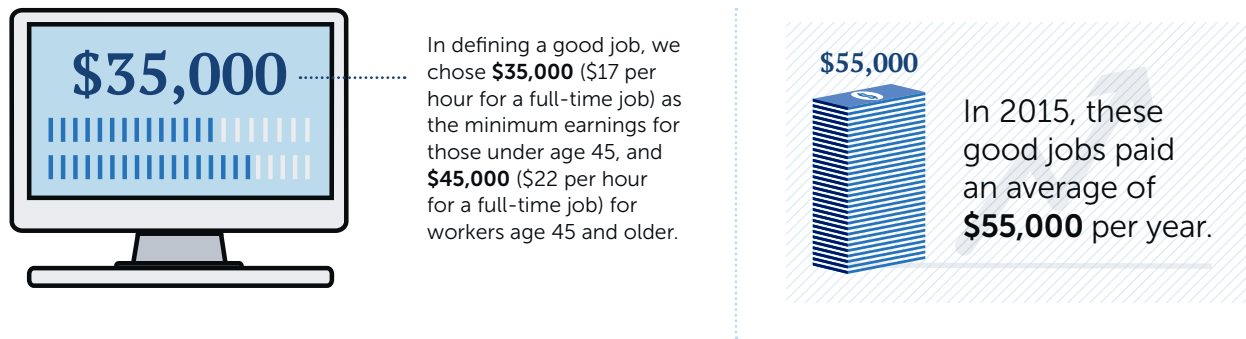 $35,000
In defining a good job, we
chose $35,000 ($17 per
hour for a full-time job) as
the minimum earnings for
those under age 45, and
$45,000 ($22 per hour
for a full-time job) for
workers age 45 and older.
$55,000
In 2015, these
good jobs paid
an average of
$55,000 per year.